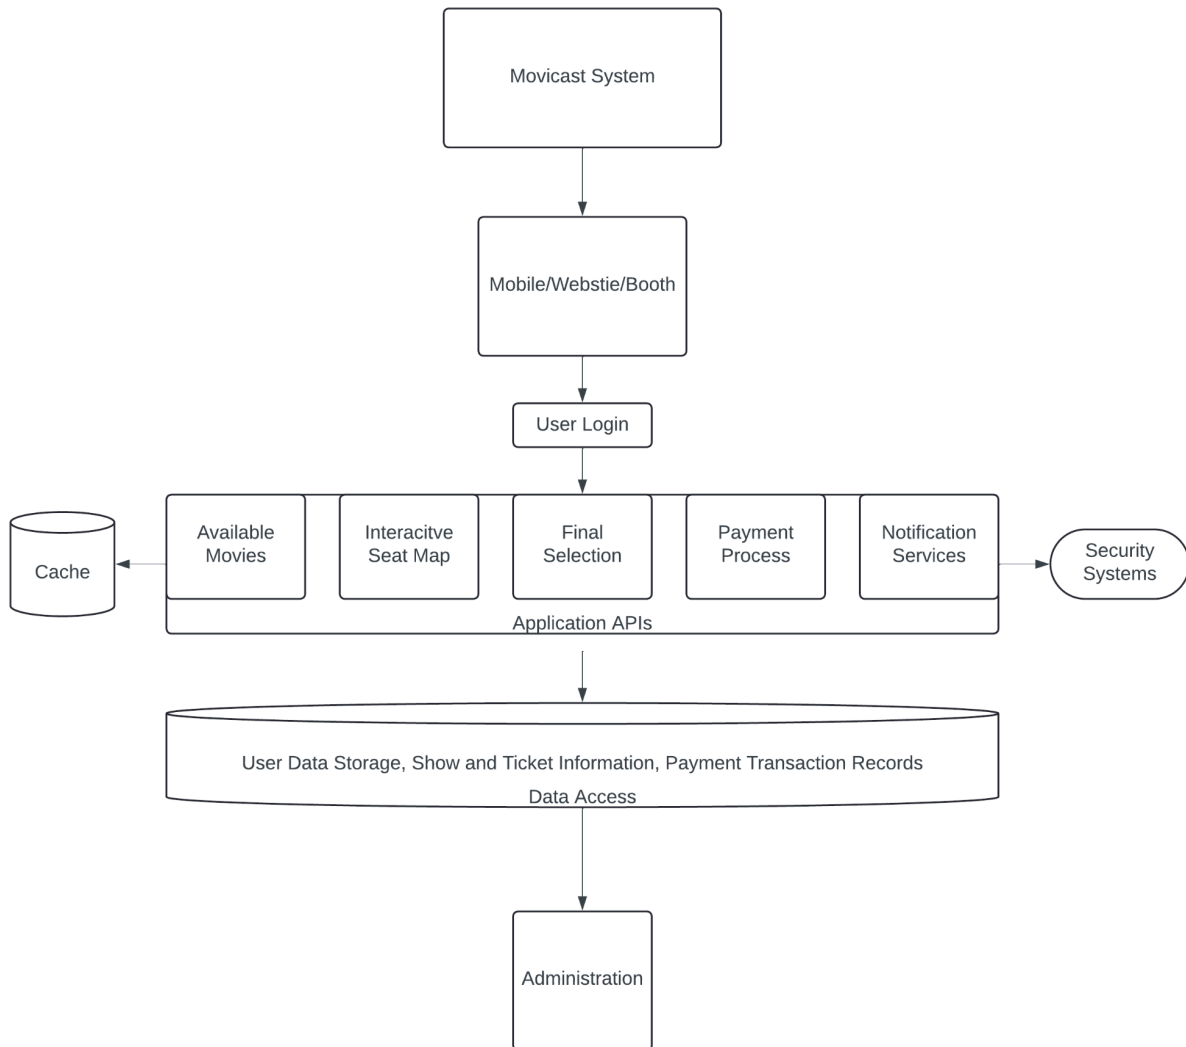 Movicast System
Mobile/Webstie/Booth
User Login
Available
Movies
Interacitve
Seat Map
Final
Selection
Payment
Process
Notification
Services
Cache
Security
Systems
Application APIs
User Data Storage, Show and Ticket Information, Payment Transaction Records
Data Access
Administration